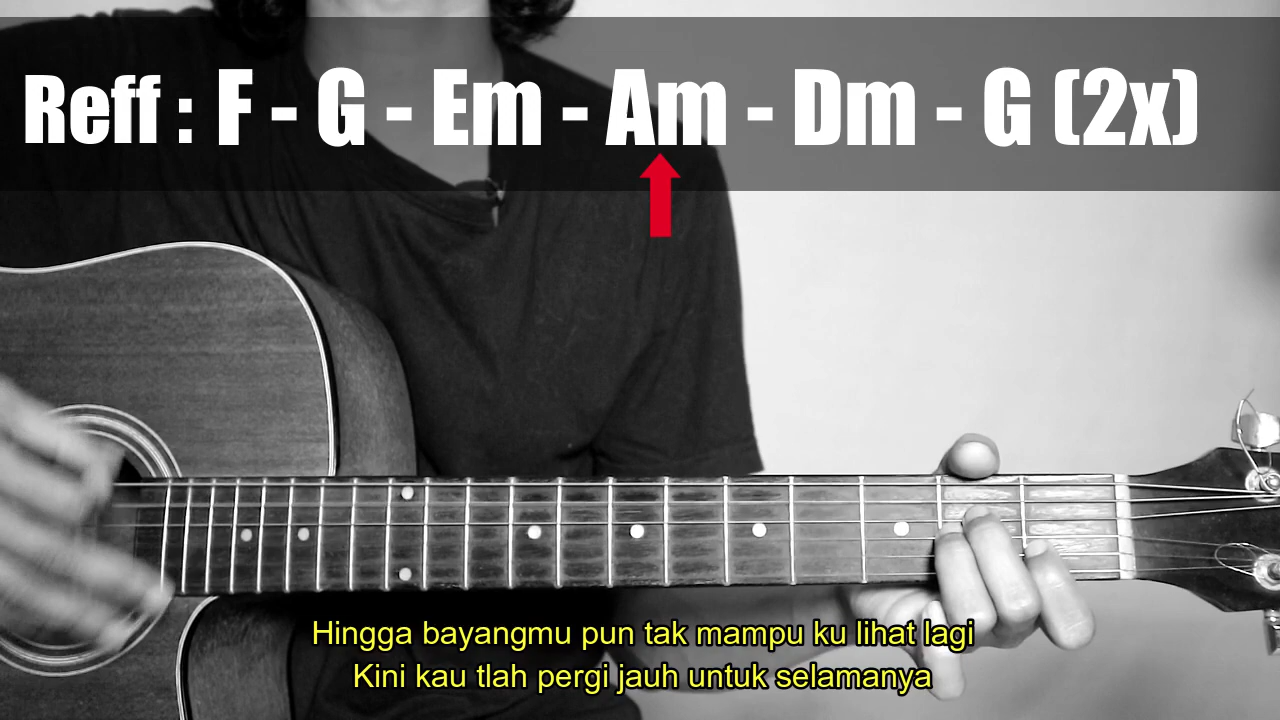 Reff : F - G - Em - Am - Dm - G (2x)
Hingga bayangmu pun tak mampu ku lihat lagi
Kini kau tlah pergi jauh untuk selamanya